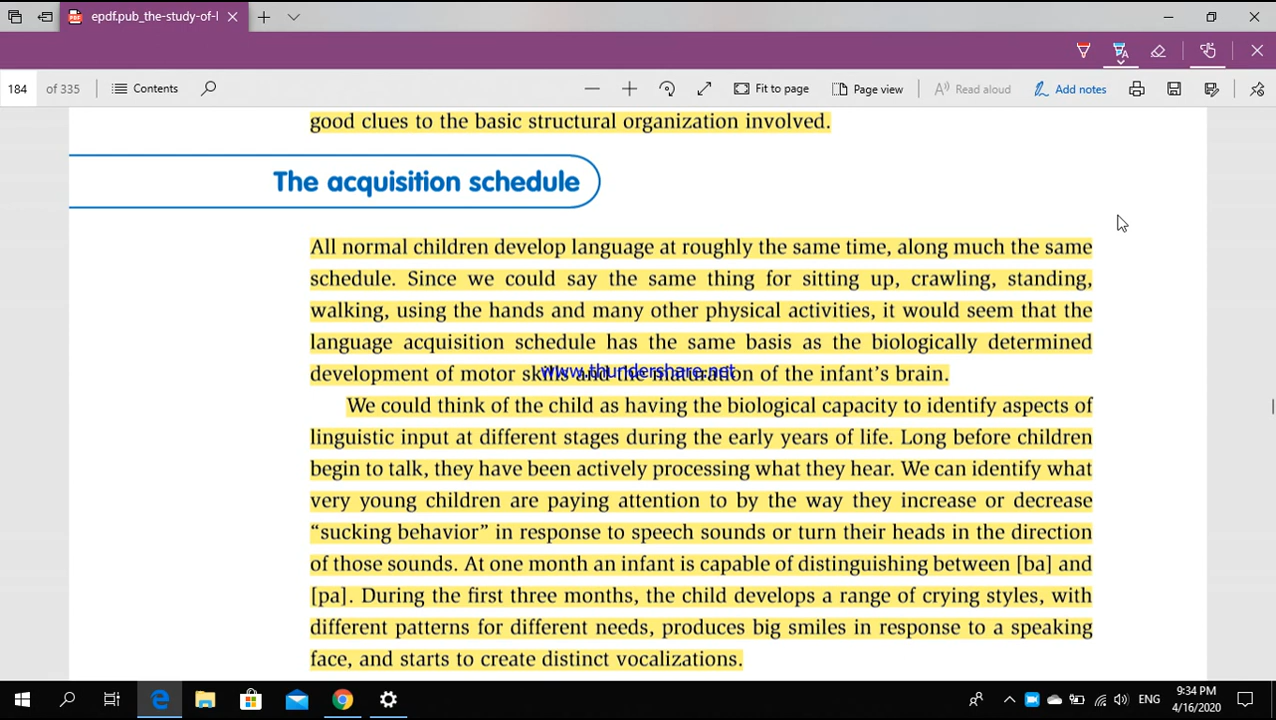 epdf.pub_the-study-of-l
184 of 335
Contents
Fit to page
Page view
Read aloud
Add notes
good clues to the basic structural organization involved.
The acquisition schedule
All normal children develop language at roughly the same time, along much the same
schedule. Since we could say the same thing for sitting up, crawling, standing,
walking, using the hands and many other physical activities, it would seem that the
language acquisition schedule has the same basis as the biologically determined
development of motor skills and the maturation of the infant's brain.
www.thundershare.net
We could think of the child as having the biological capacity to identify aspects of
linguistic input at different stages during the early years of life. Long before children
begin to talk, they have been actively processing what they hear. We can identify what
very young children are paying attention to by the way they increase or decrease
“sucking behavior” in response to speech sounds or turn their heads in the direction
of those sounds. At one month an infant is capable of distinguishing between [ba] and
[pa]. During the first three months, the child develops a range of crying styles, with
different patterns for different needs, produces big smiles in response to a speaking
face, and starts to create distinct vocalizations.
ENG
9:34 PM
4/16/2020